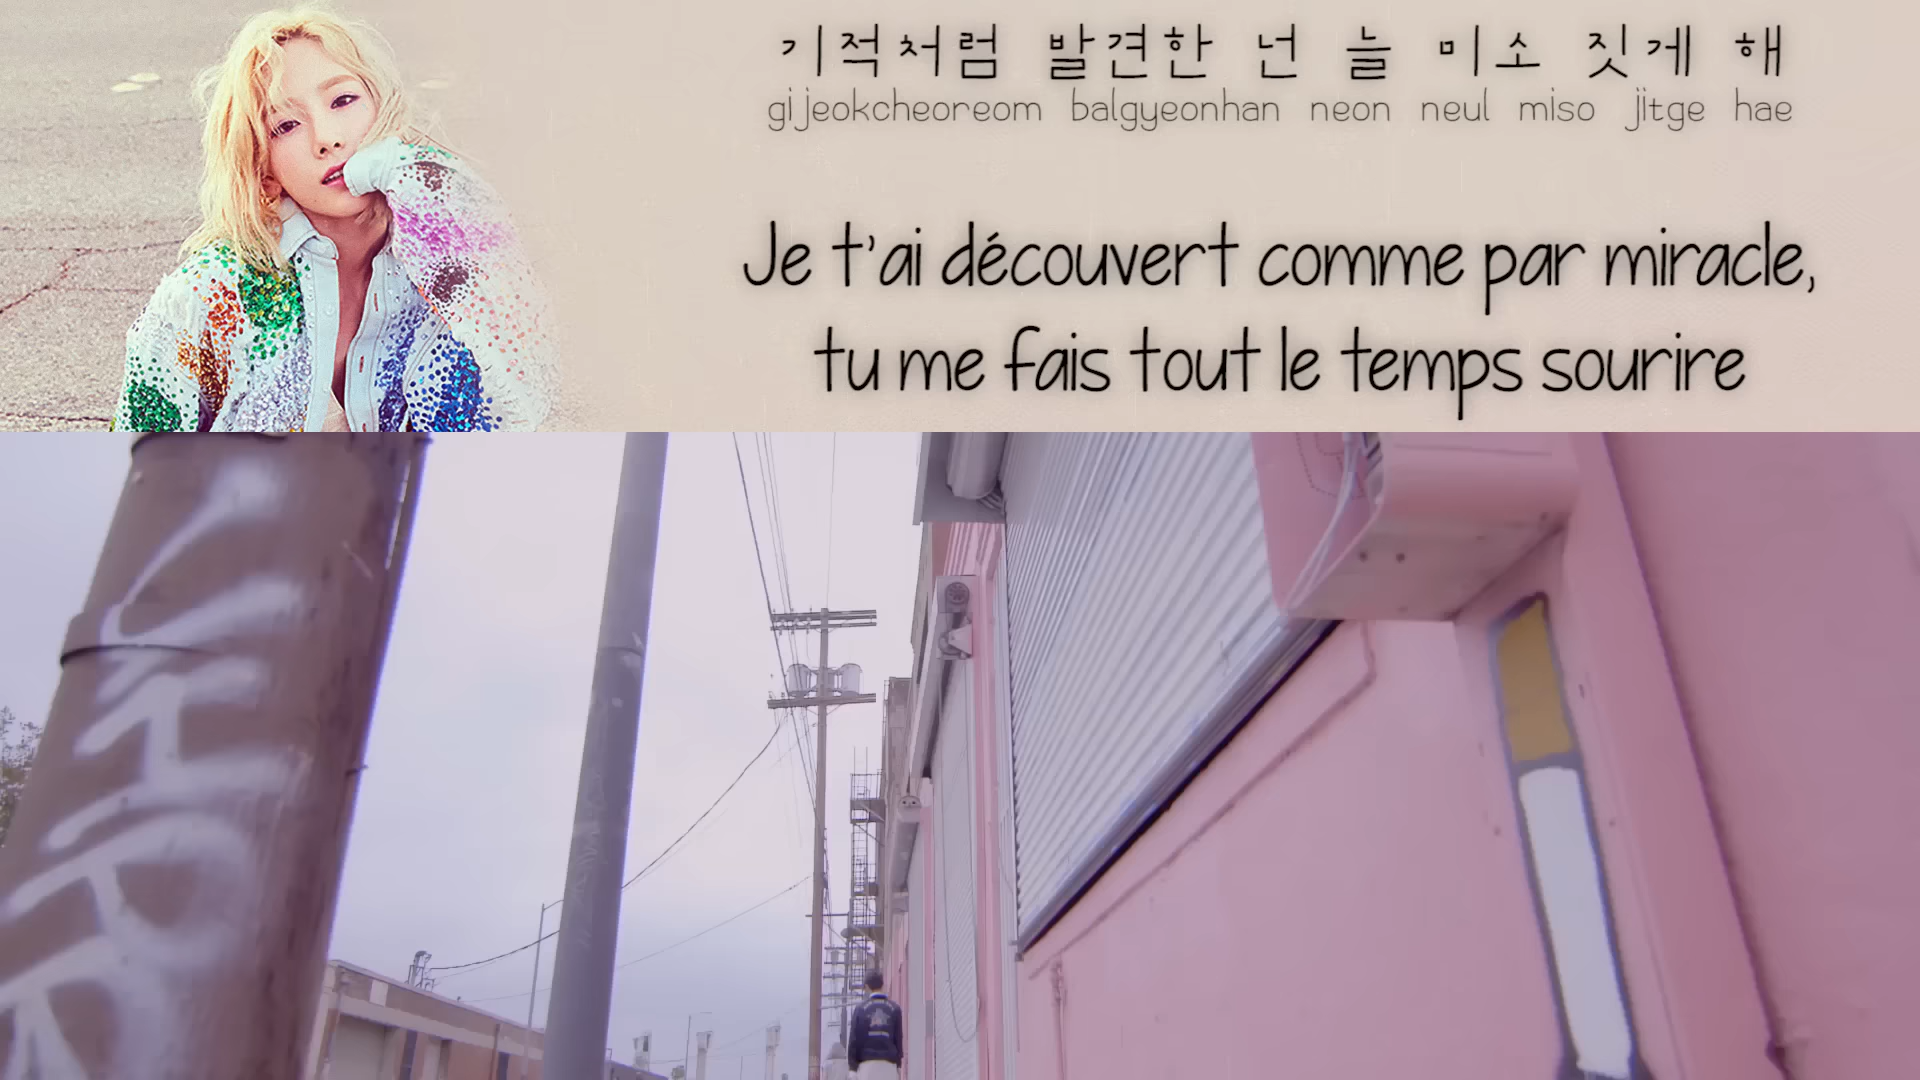 기적처럼 발견한 넌 늘 미소 짓게 해
gijeokcheoreom balgyeonhan neon neul miso jitge hae
Je t'ai découvert comme par miracle,
tu me fais tout le temps sourire